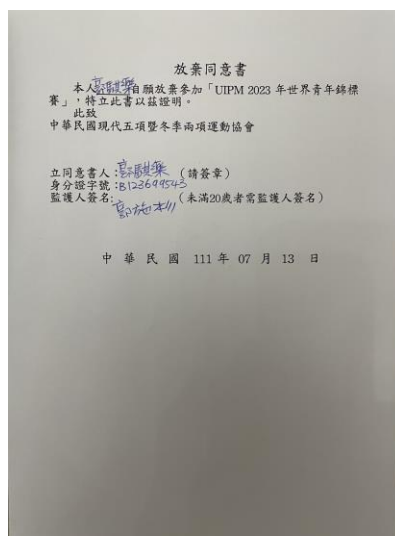 放棄同意書
本人自願放棄參加「UIPM 2023 年世界青年錦標
賽」，特立此書以茲證明。
此致
中華民國現代五項暨冬季兩項運動協會
立同意書人：(請簽章)
身分證字號:B123699543
監護人簽名:(未滿20歲者需監護人簽名)
中 華 民 國 111 年 07 月 13 日